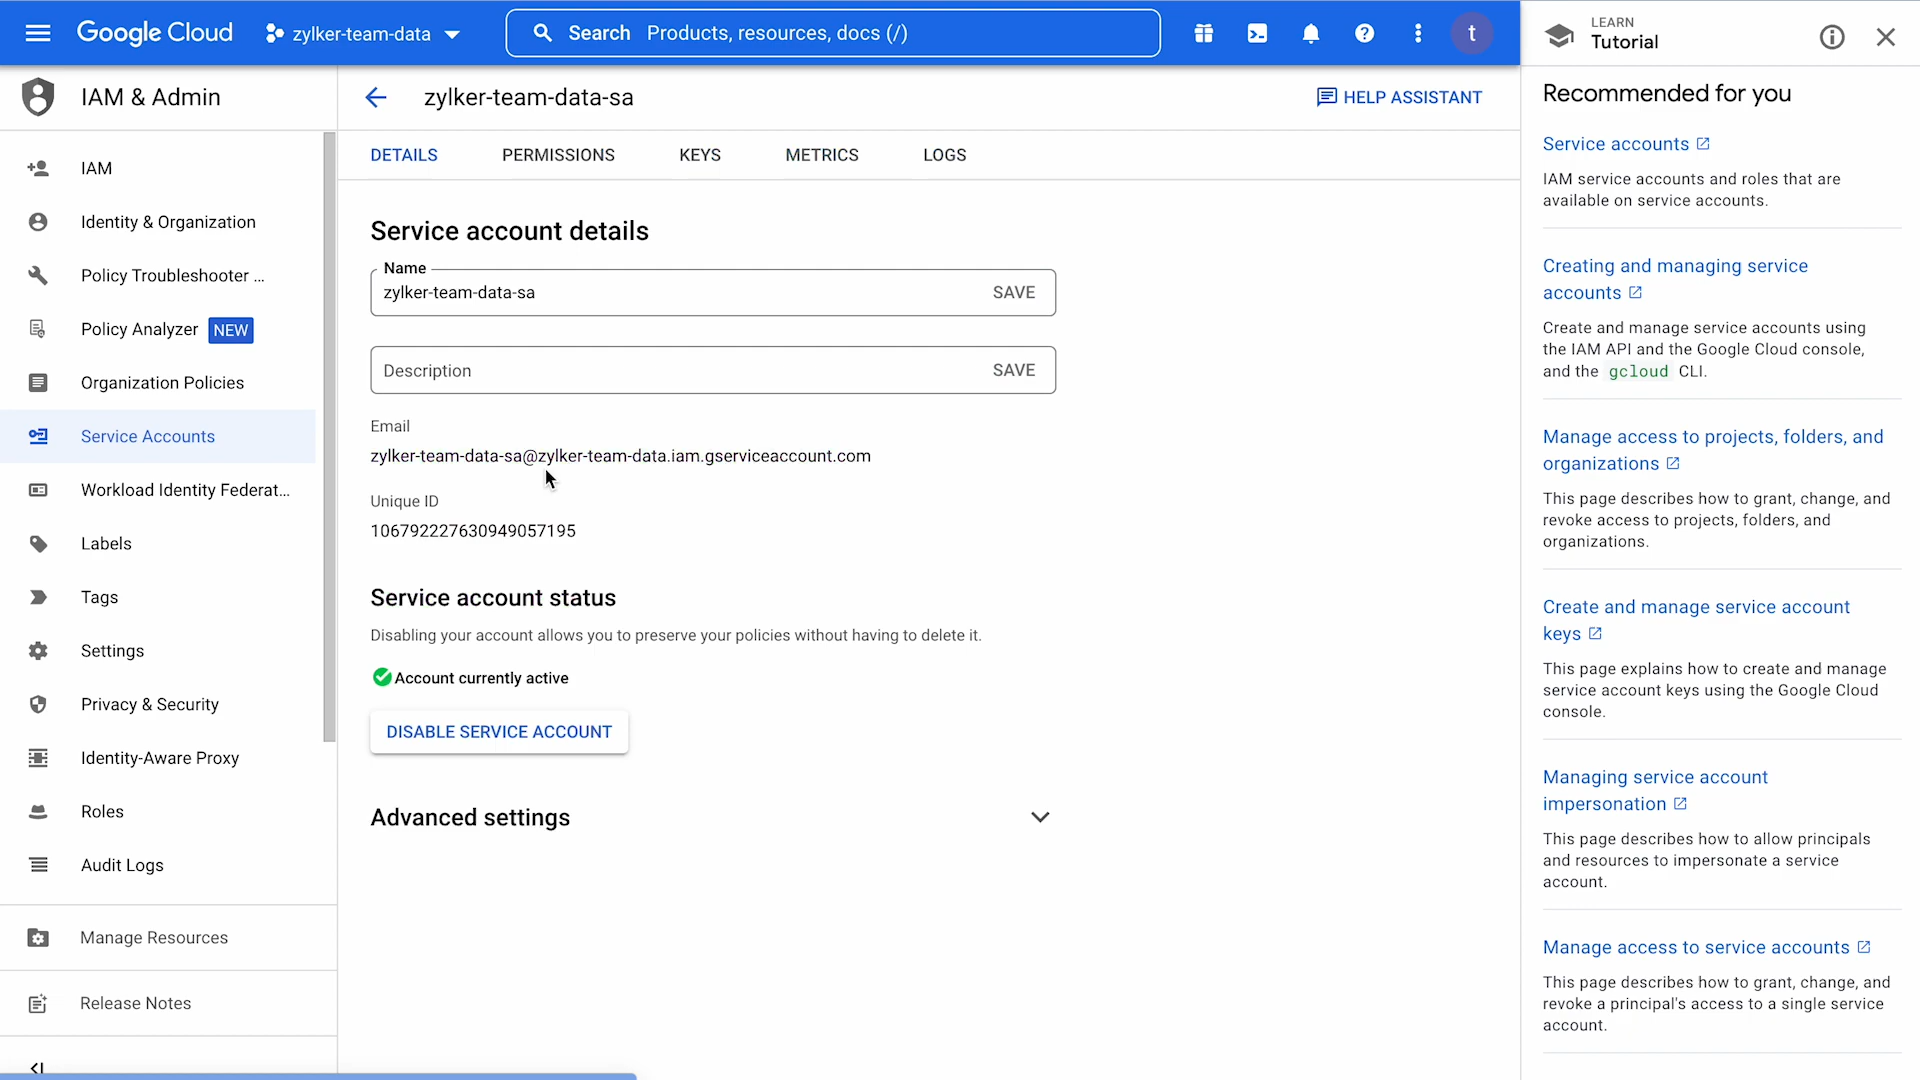 Google Cloud
zylker-team-data
Search Products, resources, docs (/)
t
LEARN
Tutorial
IAM & Admin
IAM
Identity & Organization
Policy Troubleshooter ...
Policy Analyzer NEW
Organization Policies
Service Accounts
Workload Identity Federat...
Labels
Tags
Settings
Privacy & Security
Identity-Aware Proxy
Roles
Audit Logs
Manage Resources
Release Notes
zylker-team-data-sa
HELP ASSISTANT
DETAILS
PERMISSIONS
KEYS
METRICS
LOGS
Service account details
Name
zylker-team-data-sa
SAVE
Description
SAVE
Email
zylker-team-data-sa@zylker-team-data.iam.gserviceaccount.com
Unique ID
106792227630949057195
Service account status
Disabling your account allows you to preserve your policies without having to delete it.
Account currently active
DISABLE SERVICE ACCOUNT
Advanced settings
Recommended for you
Service accounts
IAM service accounts and roles that are
available on service accounts.
Creating and managing service
accounts
Create and manage service accounts using
the IAM API and the Google Cloud console,
and the gcloud CLI.
Manage access to projects, folders, and
organizations
This page describes how to grant, change, and
revoke access to projects, folders, and
organizations.
Create and manage service account
keys
This page explains how to create and manage
service account keys using the Google Cloud
console.
Managing service account
impersonation
This page describes how to allow principals
and resources to impersonate a service
account.
Manage access to service accounts
This page describes how to grant, change, and
revoke a principal's access to a single service
account.